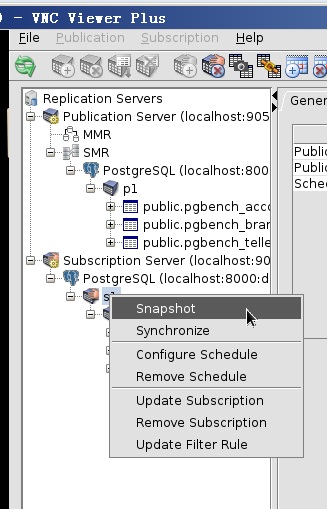 - VNC Viewer Plus
File Publication Subscription Help
Replication Servers
Publication Server (localhost:905
MMR
SMR
PostgreSQL (localhost:800
p1
public.pgbench_acco
public.pgbench_bran
public.pgbench_telle
Subscription Server (localhost:90
PostgreSQL (localhost:8000:d
Snapshot
Synchronize
Configure Schedule
Remove Schedule
Update Subscription
Remove Subscription
Update Filter Rule
Gener
Public
Public
Sched